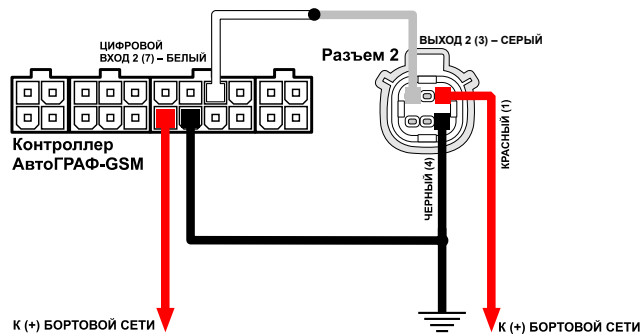 ЦИФРОВОЙ
ВХОД 2 (7) – БЕЛЫЙ
Разъем 2
ВЫХОД 2 (3) – СЕРЫЙ
Контроллер
АвтоГРАФ-GSM
ЧЕРНЫЙ (4)
КРАСНЫЙ (1)
К (+) БОРТОВОЙ СЕТИ
К (+) БОРТОВОЙ СЕТИ